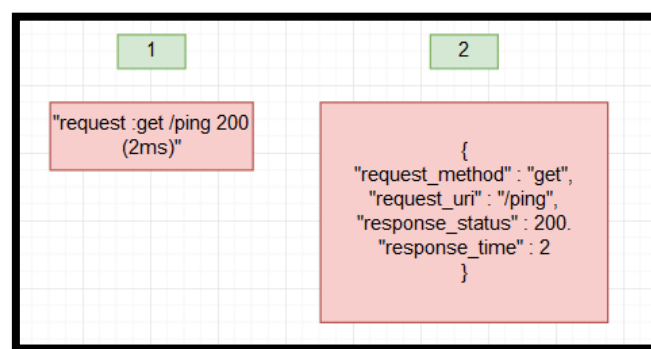 1
2
"request :get /ping 200
(2ms)"
{
"request_method" : "get",
"request_uri" : "/ping",
"response_status" : 200.
"response_time" : 2
}